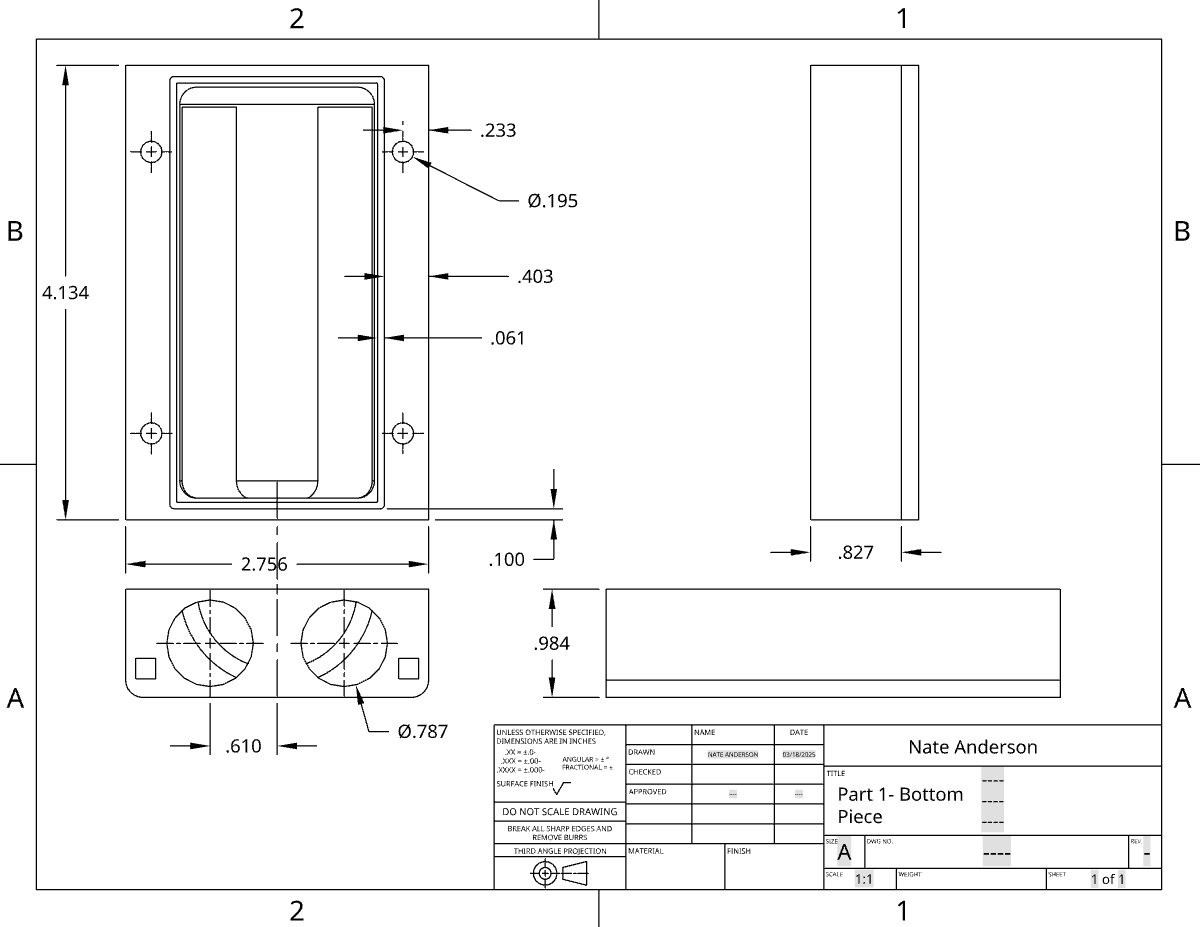 2
1
B
B
A
A
.233
Ø.195
.403
4.134
.061
.100
2.756
.827
.984
Ø.787
.610
UNLESS OTHERWISE SPECIFIED,
DIMENSIONS ARE IN INCHES
.XX = ±.0-
.XXX = ±.00-
.XXXX = ±.000-
ANGULAR = ± °
FRACTIONAL = ±
SURFACE FINISH
DO NOT SCALE DRAWING
BREAK ALL SHARP EDGES AND
REMOVE BURRS
THIRD ANGLE PROJECTION
NAME
DATE
DRAWN
NATE ANDERSON
03/18/2025
CHECKED
APPROVED
---
---
MATERIAL
FINISH
Nate Anderson
TITLE
Part 1- Bottom
Piece
----
----
----
SIZE
A
DWG NO.
----
REV.
-
SCALE
1:1
WEIGHT
SHEET
1 of 1
2
1